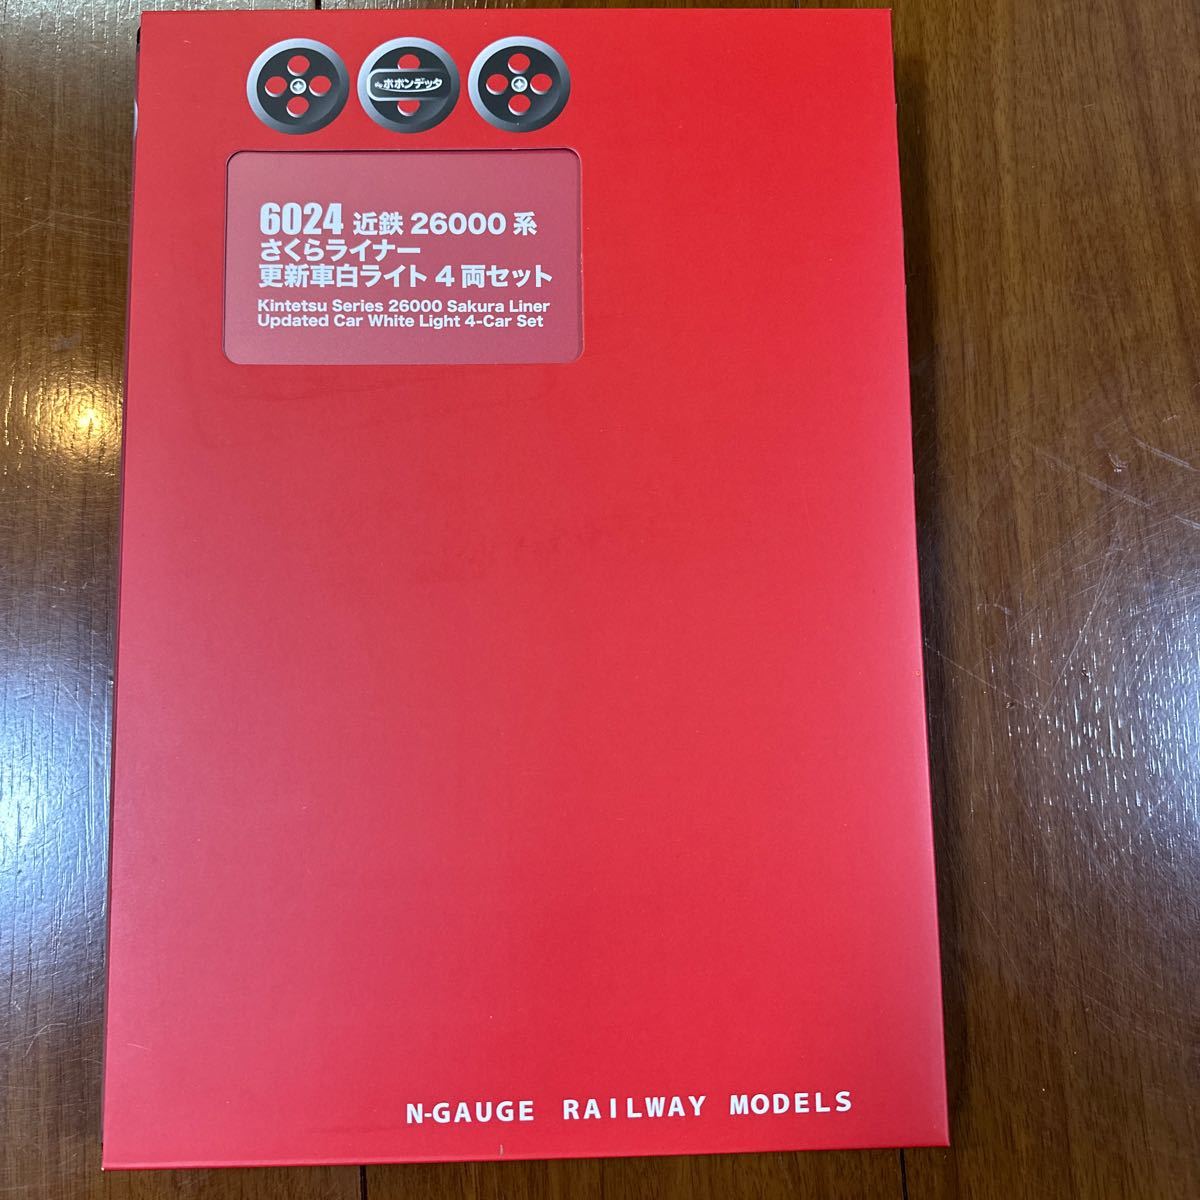 ポポンデッタ
6024 近鉄 26000 系
さくらライナー
更新車白ライト 4 両セット
Kintetsu Series 26000 Sakura Liner
Updated Car White Light 4-Car Set
N-GAUGE RAILWAY MODELS